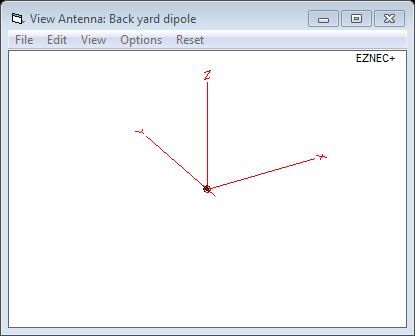 View Antenna: Back yard dipole
File Edit View Options Reset
EZNEC+
Z
Y
X